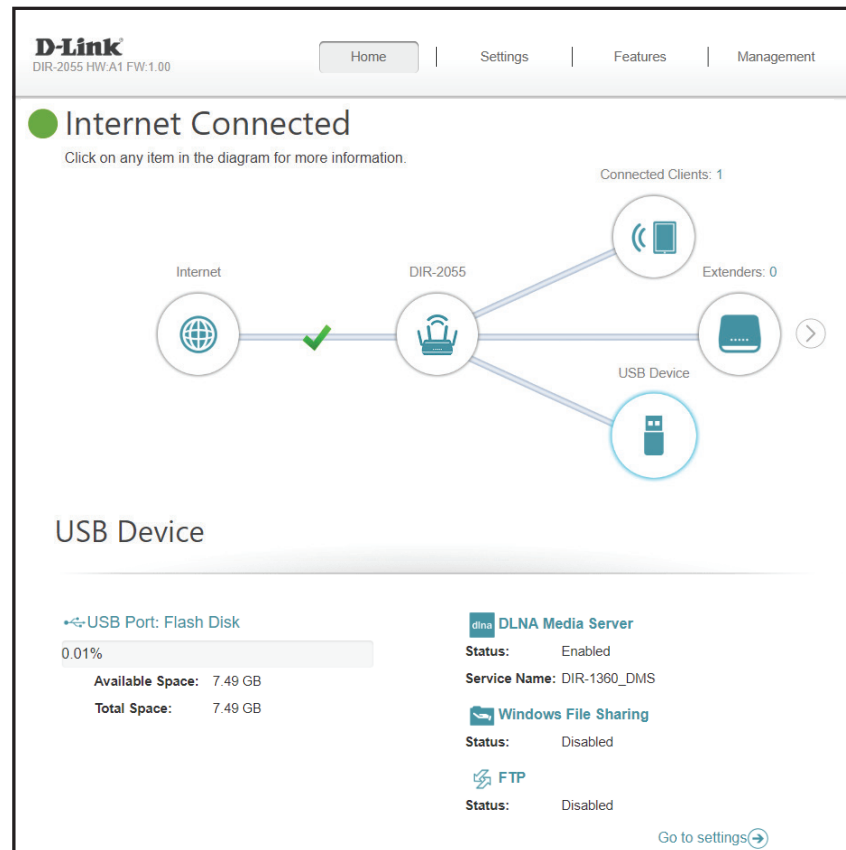 D-Link
DIR-2055 HW:A1 FW:1.00
Home
Settings
Features
Management
Internet Connected
Click on any item in the diagram for more information.
Connected Clients: 1
Internet
DIR-2055
Extenders: 0
USB Device
USB Device
USB Port: Flash Disk
0.01%
Available Space: 7.49 GB
Total Space: 7.49 GB
dlna DLNA Media Server
Status: Enabled
Service Name: DIR-1360_DMS
Windows File Sharing
Status: Disabled
FTP
Status: Disabled
Go to settings